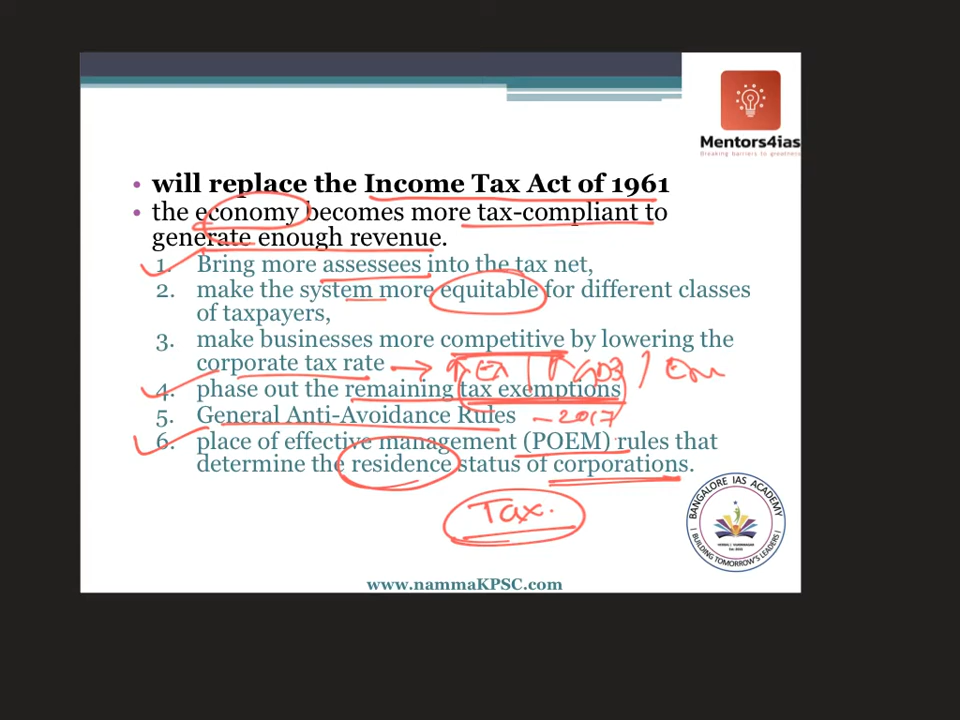 Mentors4ias
Breaking barriers to greatness
• will replace the Income Tax Act of 1961
• the economy becomes more tax-compliant to
generate enough revenue.
1. Bring more assessees into the tax net,
2. make the system more equitable for different classes
of taxpayers,
3. make businesses more competitive by lowering the
corporate tax rate
4. phase out the remaining tax exemptions
5. General Anti-Avoidance Rules - 2017
6. place of effective management (POEM) rules that
determine the residence status of corporations.
Tax.
BANGALORE IAS ACADEMY
BUILDING TOMORROW'S LEADERS
www.nammaKPSC.com